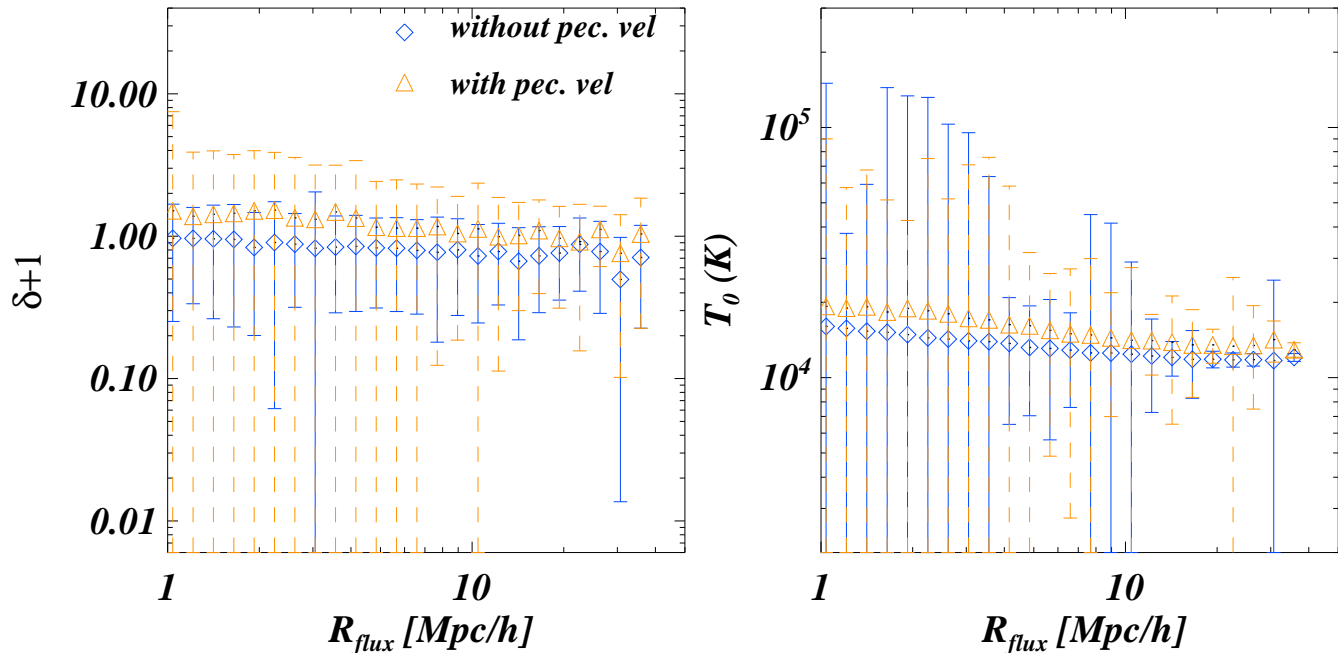 without pec. vel
with pec. vel
10.00
1.00
0.10
0.01
δ+1
1
10
R_flux [Mpc/h]
10^5
10^4
T_0 (K)
1
10
R_flux [Mpc/h]